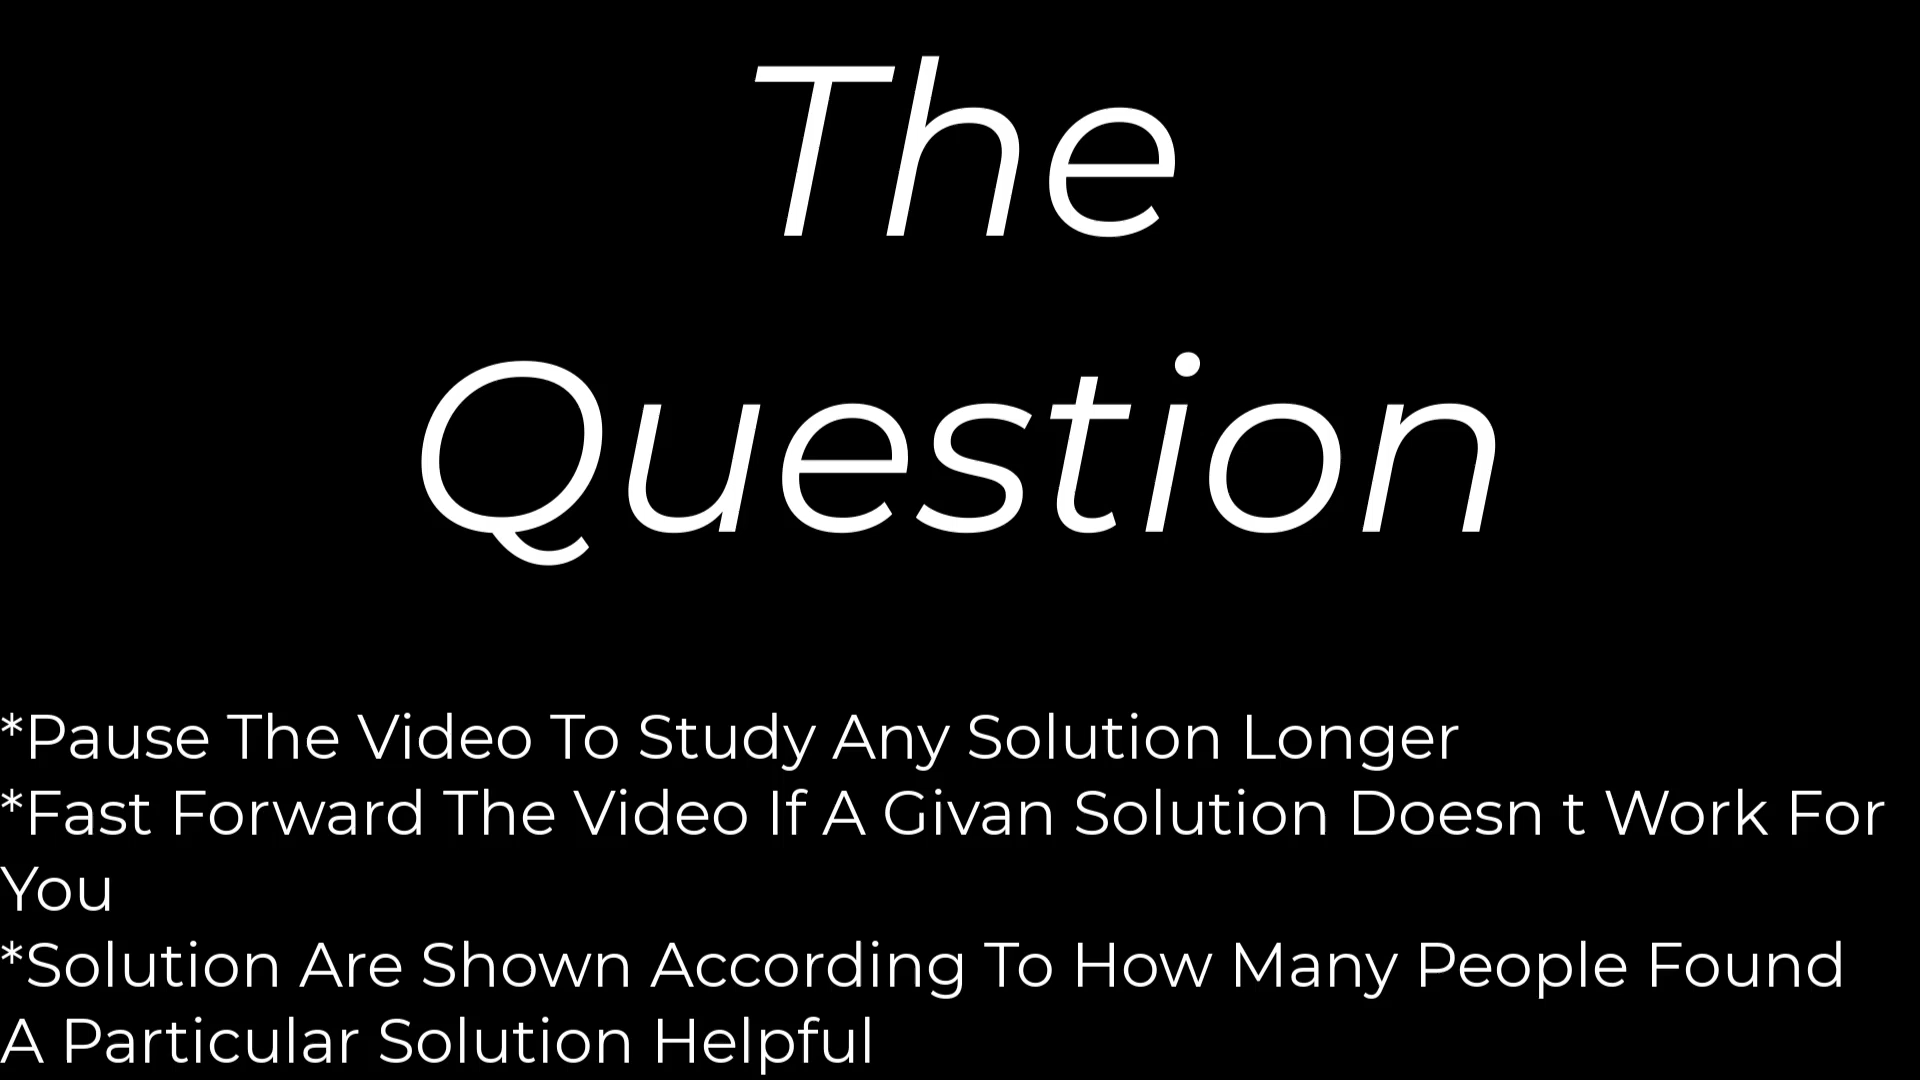 The
Question
*Pause The Video To Study Any Solution Longer
*Fast Forward The Video If A Givan Solution Doesn t Work For
You
*Solution Are Shown According To How Many People Found
A Particular Solution Helpful